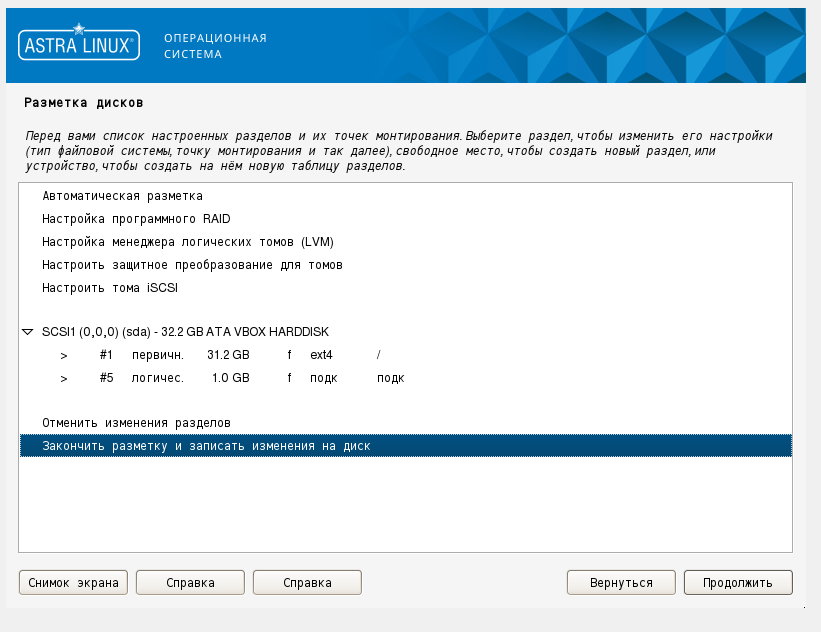 ASTRA LINUX®
ОПЕРАЦИОННАЯ
СИСТЕМА
Разметка дисков
Перед вами список настроенных разделов и их точек монтирования. Выберите раздел, чтобы изменить его настройки
(тип файловой системы, точку монтирования и так далее), свободное место, чтобы создать новый раздел, или
устройство, чтобы создать на нём новую таблицу разделов.
Автоматическая разметка
Настройка программного RAID
Настройка менеджера логических томов (LVM)
Настроить защитное преобразование для томов
Настроить тома iSCSI
SCSI1 (0,0,0) (sda) - 32.2 GB ATA VBOX HARDDISK
> #1 первичн. 31.2 GB f ext4 /
> #5 логичес. 1.0 GB f подк подк
Отменить изменения разделов
Закончить разметку и записать изменения на диск
Снимок экрана Справка Справка Вернуться Продолжить